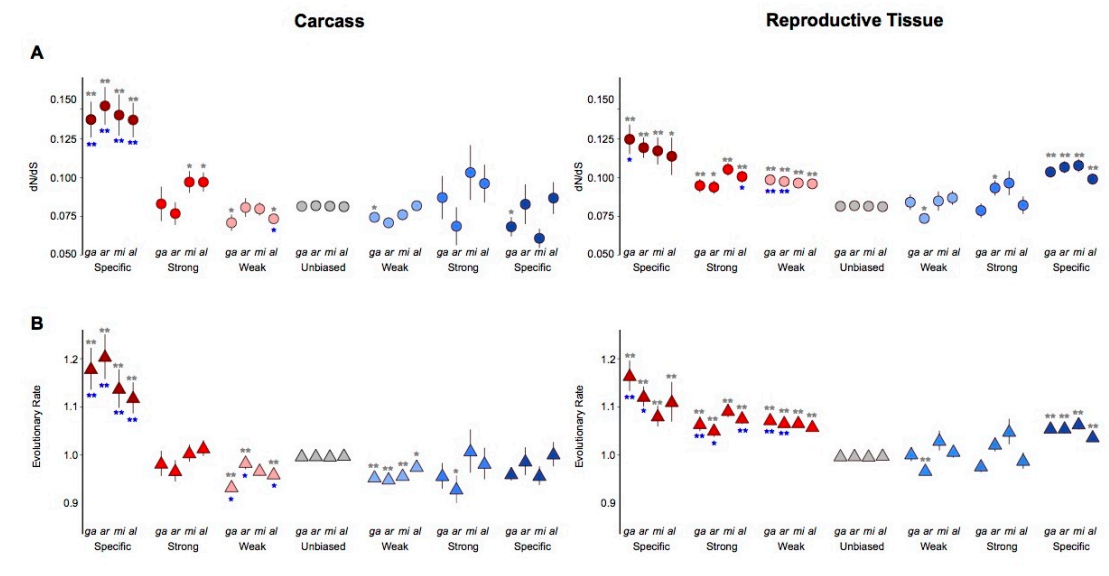 Carcass
Reproductive Tissue
A
** ** ** **
** ** ** **
* *
* *
*
*
*
0.150
0.125
0.100
0.075
0.050
dN/dS
ga ar mi al ga ar mi al ga ar mi al ga ar mi al ga ar mi al ga ar mi al ga ar mi al
Specific Strong Weak Unbiased Weak Strong Specific
** ** ** *
*
** * ** **
*
** ** ** **
** **
*
*
** ** ** **
0.150
0.125
0.100
0.075
0.050
dN/dS
ga ar mi al ga ar mi al ga ar mi al ga ar mi al ga ar mi al ga ar mi al ga ar mi al
Specific Strong Weak Unbiased Weak Strong Specific
B
** ** ** **
** ** ** **
** ** **
* * *
** ** ** *
*
1.2
1.1
1.0
0.9
Evolutionary Rate
ga ar mi al ga ar mi al ga ar mi al ga ar mi al ga ar mi al ga ar mi al ga ar mi al
Specific Strong Weak Unbiased Weak Strong Specific
** ** ** **
** *
** ** ** **
** * **
** ** ** **
** **
**
** ** ** **
1.2
1.1
1.0
0.9
Evolutionary Rate
ga ar mi al ga ar mi al ga ar mi al ga ar mi al ga ar mi al ga ar mi al ga ar mi al
Specific Strong Weak Unbiased Weak Strong Specific